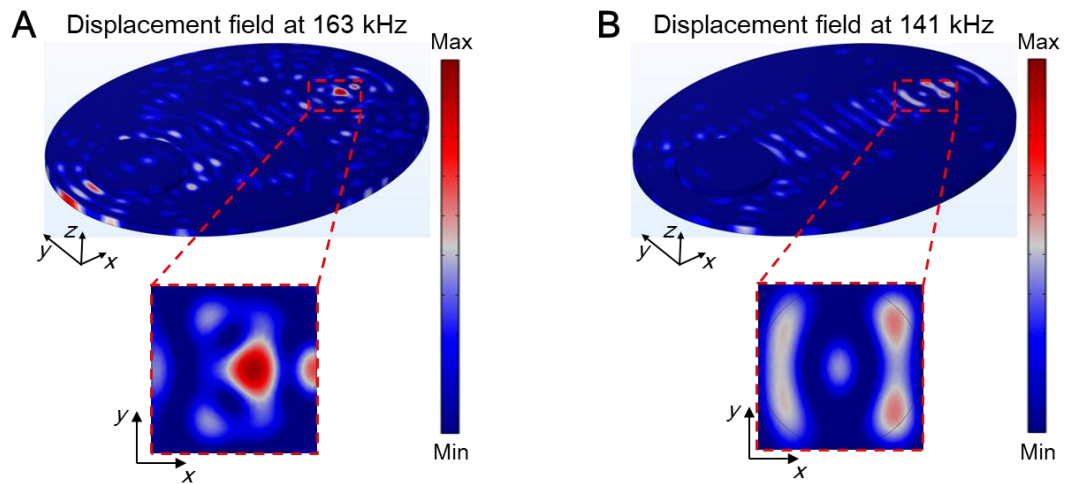 A
Displacement field at 163 kHz
Max
z
y
x
y
x
Min
B
Displacement field at 141 kHz
Max
z
y
x
y
x
Min